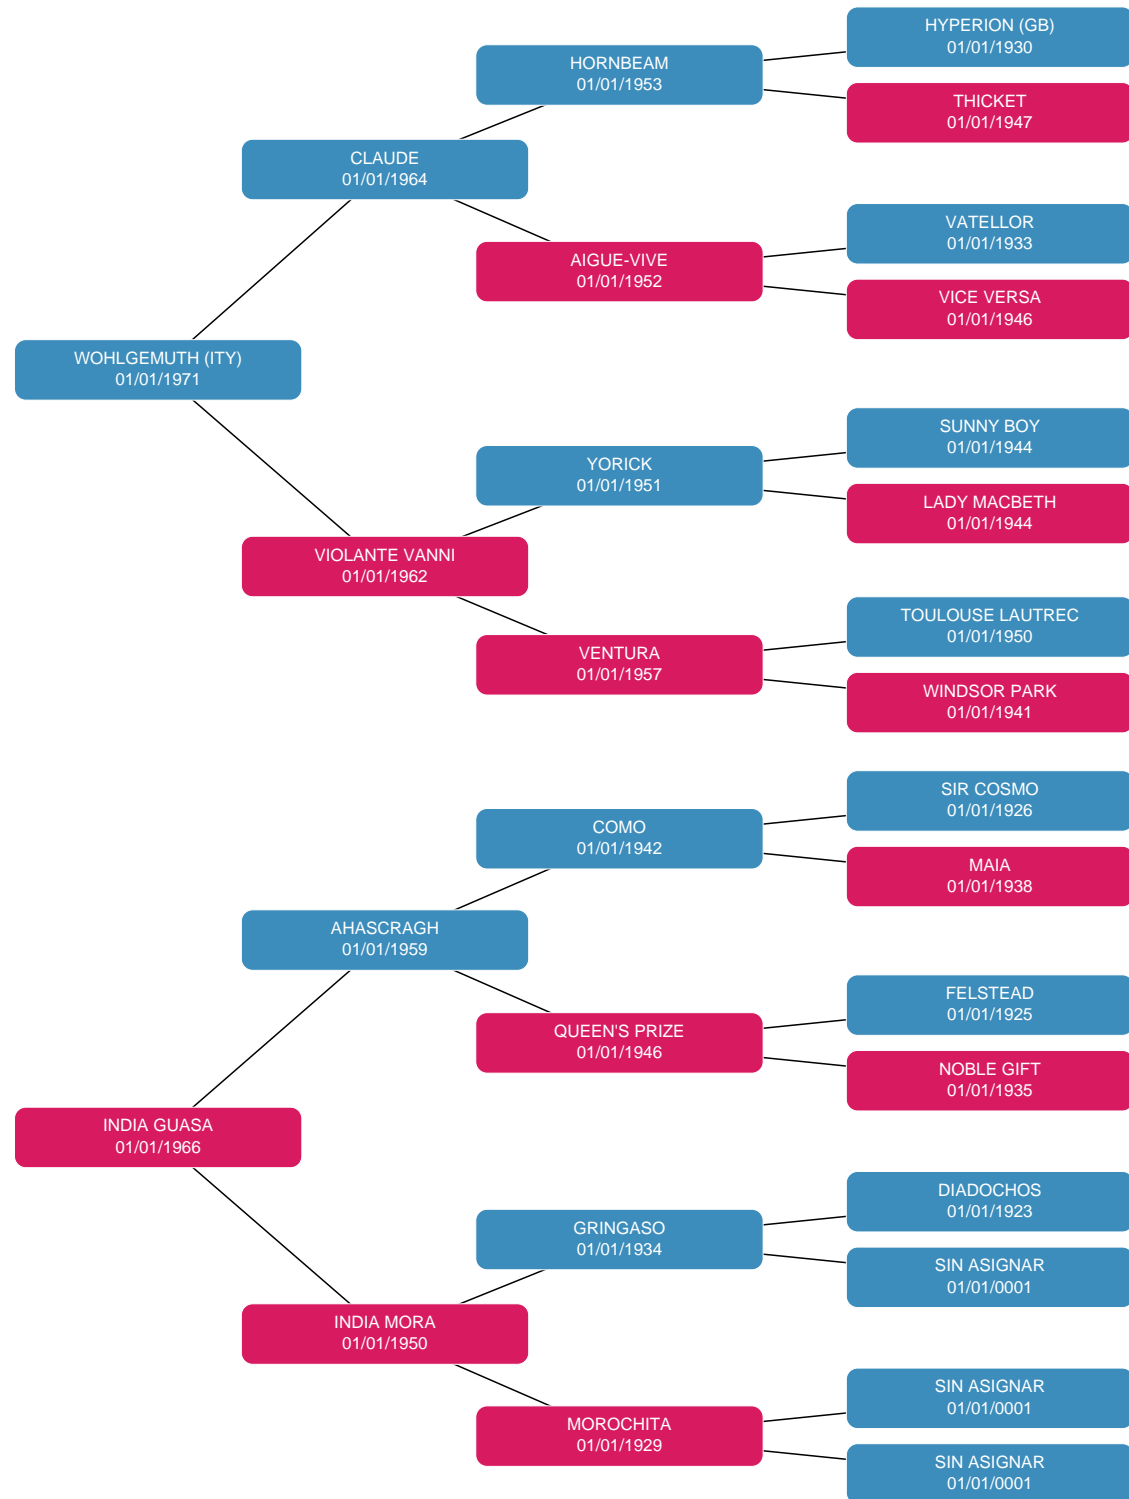 HYPERION (GB)
01/01/1930
HORNBEAM
01/01/1953
THICKET
01/01/1947
CLAUDE
01/01/1964
VATELLOR
01/01/1933
AIGUE-VIVE
01/01/1952
VICE VERSA
01/01/1946
WOHLGEMUTH (ITY)
01/01/1971
SUNNY BOY
01/01/1944
YORICK
01/01/1951
LADY MACBETH
01/01/1944
VIOLANTE VANNI
01/01/1962
TOULOUSE LAUTREC
01/01/1950
VENTURA
01/01/1957
WINDSOR PARK
01/01/1941
SIR COSMO
01/01/1926
COMO
01/01/1942
MAIA
01/01/1938
AHASCRAGH
01/01/1959
FELSTEAD
01/01/1925
QUEEN'S PRIZE
01/01/1946
NOBLE GIFT
01/01/1935
INDIA GUASA
01/01/1966
DIADOCHOS
01/01/1923
GRINGASO
01/01/1934
SIN ASIGNAR
01/01/0001
INDIA MORA
01/01/1950
SIN ASIGNAR
01/01/0001
MOROCHITA
01/01/1929
SIN ASIGNAR
01/01/0001